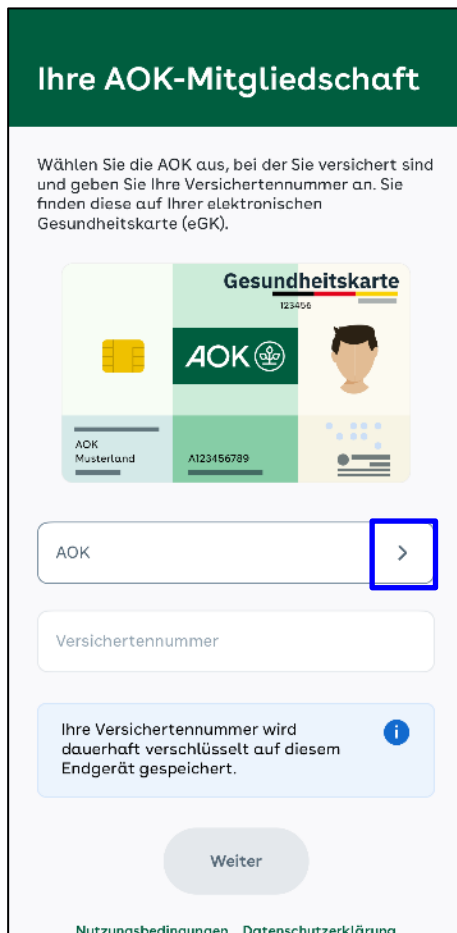 Ihre AOK-Mitgliedschaft
Wählen Sie die AOK aus, bei der Sie versichert sind
und geben Sie Ihre Versichertennummer an. Sie
finden diese auf Ihrer elektronischen
Gesundheitskarte (eGK).
Gesundheitskarte
123456
AOK
AOK
Musterland
A123456789
AOK
Versichertennummer
Ihre Versichertennummer wird
dauerhaft verschlüsselt auf diesem
Endgerät gespeichert.
Weiter
Nutzungsbedingungen Datenschutzerklärung